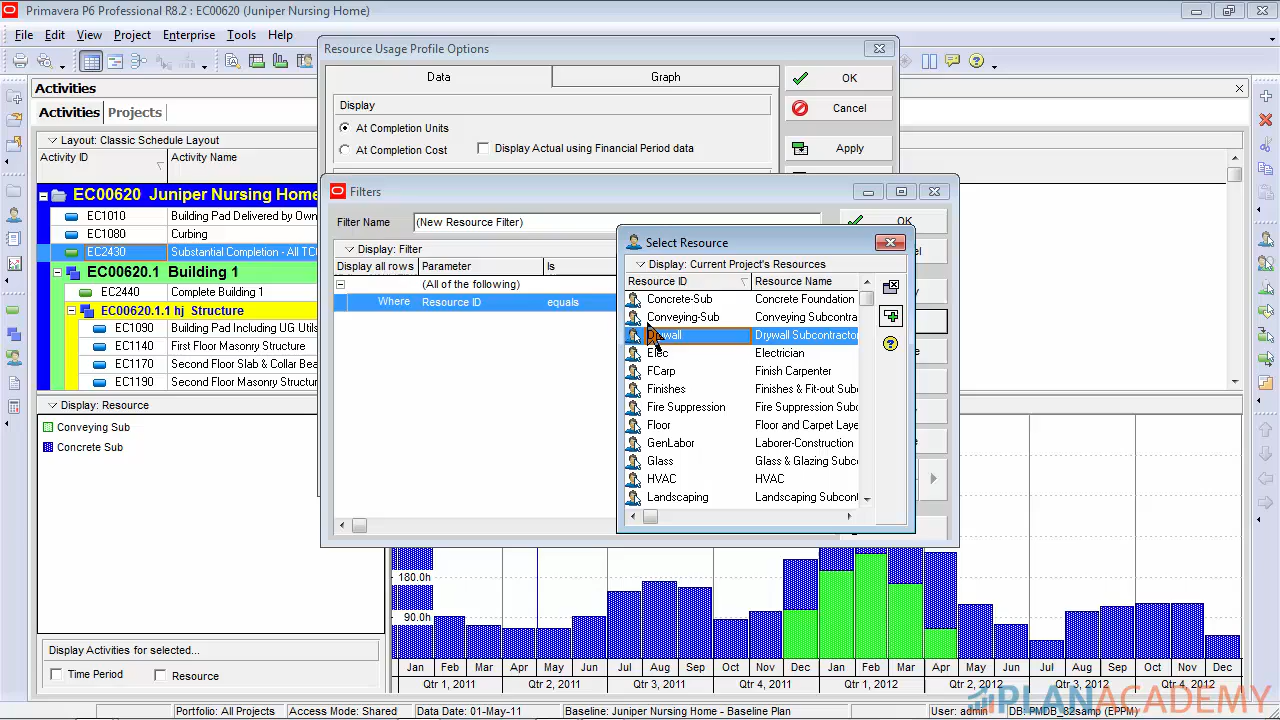 Primavera P6 Professional R8.2 : EC00620 (Juniper Nursing Home)
File Edit View Project Enterprise Tools Help
Activities
Activities Projects
Layout: Classic Schedule Layout
Activity ID Activity Name
EC00620 Juniper Nursing Home
EC1010 Building Pad Delivered by Own
EC1080 Curbing
EC2430 Substantial Completion - All TC
EC00620.1 Building 1
EC2440 Complete Building 1
EC00620.1.1 hj Structure
EC1090 Building Pad Including UG Utils
EC1140 First Floor Masonry Structure
EC1170 Second Floor Slab & Collar Bea
EC1190 Second Floor Masonry Structur
Display: Resource
Conveying Sub
Concrete Sub
Display Activities for selected...
Time Period Resource
Resource Usage Profile Options
Data Graph
Display
At Completion Units
At Completion Cost
Display Actual using Financial Period data
OK
Cancel
Apply
Filters
Filter Name (New Resource Filter)
OK
Display: Filter
Display all rows Parameter Is
(All of the following)
Where Resource ID equals
Select Resource
Display: Current Project's Resources
Resource ID Resource Name
Concrete-Sub Concrete Foundation
Conveying-Sub Conveying Subcontra
Drywall Drywall Subcontractor
Elec Electrician
FCarp Finish Carpenter
Finishes Finishes & Fit-out Subc
Fire Suppression Fire Suppression Subc
Floor Floor and Carpet Laye
GenLabor Laborer-Construction
Glass Glass & Glazing Subco
HVAC HVAC
Landscaping Landscaping Subcont
180.0h
90.0h
Jan Feb Mar Apr May Jun Jul Aug Sep Oct Nov Dec Jan Feb Mar Apr May Jun Jul Aug Sep Oct Nov Dec
Qtr 1, 2011 Qtr 2, 2011 Qtr 3, 2011 Qtr 4, 2011 Qtr 1, 2012 Qtr 2, 2012 Qtr 3, 2012 Qtr 4, 2012
PLANACADEMY
Portfolio: All Projects Access Mode: Shared Data Date: 01-May-11 Baseline: Juniper Nursing Home - Baseline Plan User: admin DB: PMDB_82samp (EPPM)